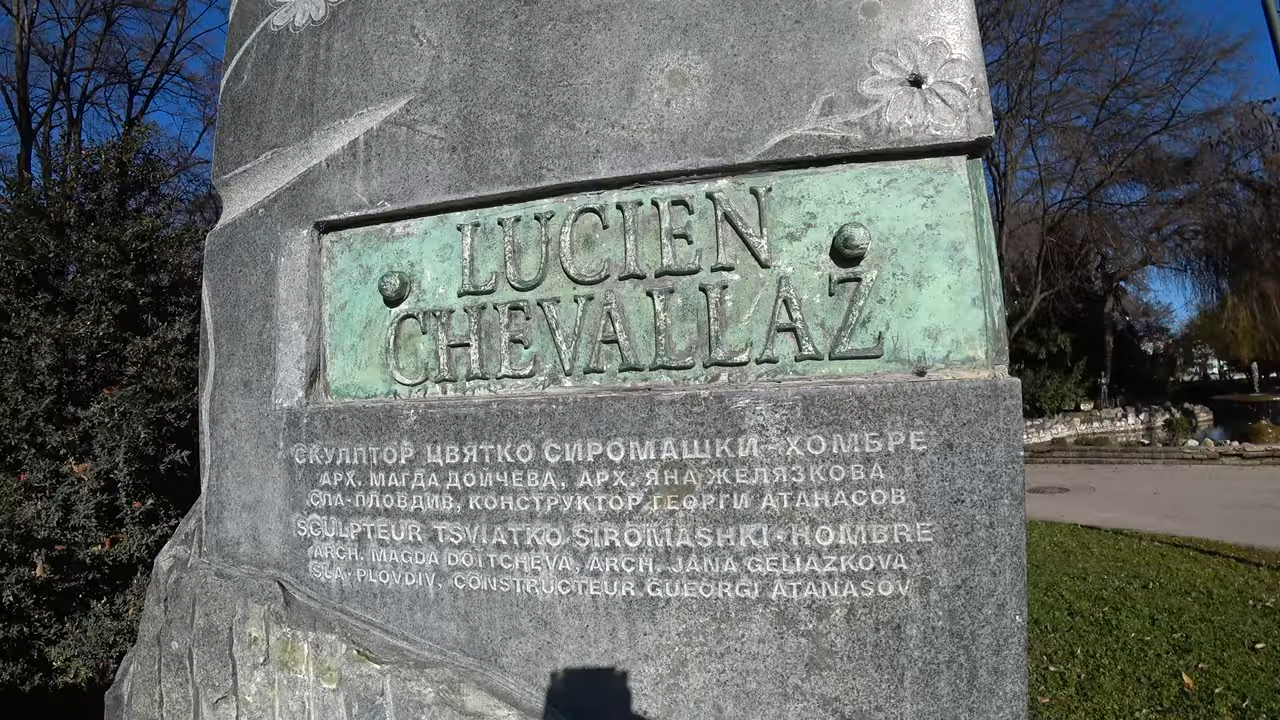 LUCIEN
CHEVALLAZ
СКУЛПТОР ЦВЯТКО СИРОМАШКИ-ХОМБРЕ
АРХ. МАГДА ДОЙЧЕВА, АРХ. ЯНА ЖЕЛЯЗКОВА
СЛА-ПЛОВДИВ, КОНСТРУКТОР ГЕОРГИ АТАНАСОВ
SCULPTEUR TSVIATKO SIROMASHKI-HOMBRE
ARCH. MAGDA DOITCHEVA, ARCH. JANA GELIAZKOVA
SLA-PLOVDIV, CONSTRUCTEUR GUEORGI ATANASOV